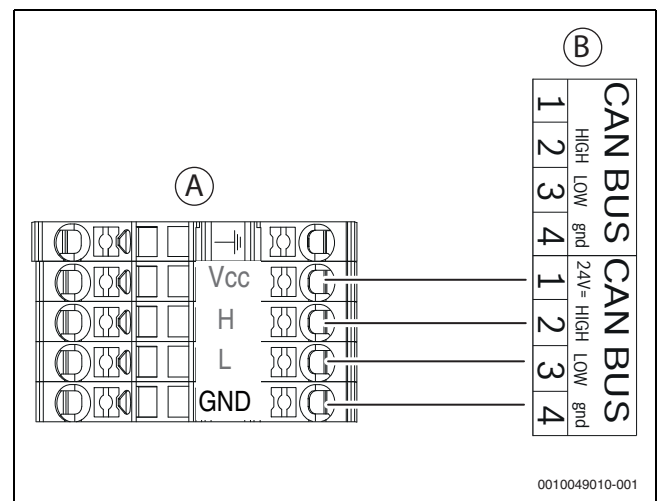 B
A
CAN BUS
1
2 HIGH
3 LOW
4 gnd
CAN BUS
1 24V=
2 HIGH
3 LOW
4 gnd
Vcc
H
L
GND
0010049010-001